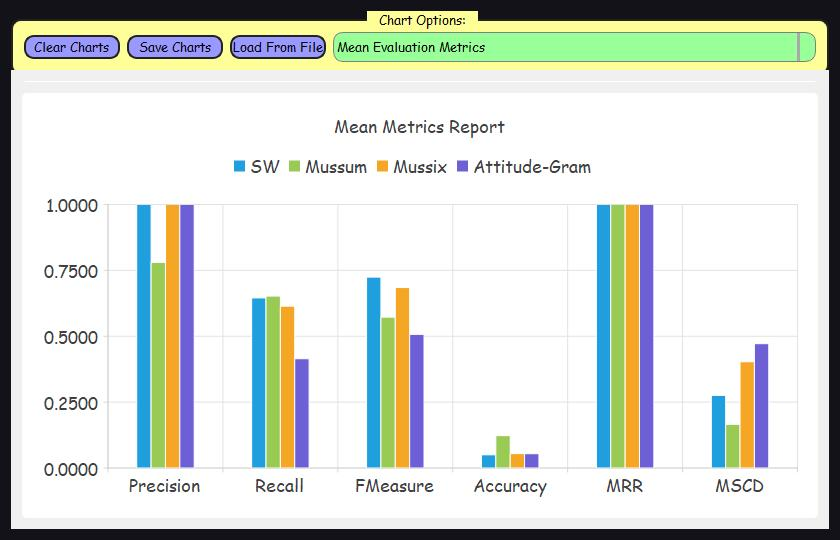 Chart Options:
Clear Charts Save Charts Load From File Mean Evaluation Metrics
Mean Metrics Report
SW Mussum Mussix Attitude-Gram
1.0000
0.7500
0.5000
0.2500
0.0000
Precision Recall FMeasure Accuracy MRR MSCD